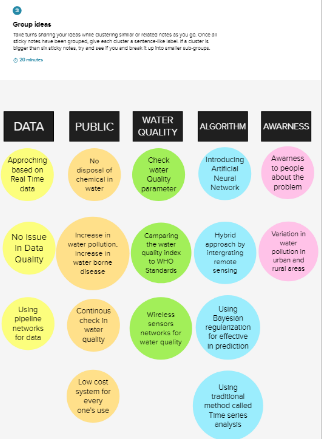 3
Group ideas
Take turns sharing your ideas while clustering similar or related notes as you go. Once all
sticky notes have been grouped, give each cluster a sentence-like label. If a cluster is
bigger than six sticky notes, try and see if you and break it up into smaller sub-groups.
20 minutes
DATA
PUBLIC
WATER
QUALITY
ALGORITHM
AWARNESS
Approching
based on
Real Time
data
No
disposal of
chemical in
water
Check
water
Quality
parameter
Introducing
Artificial
Neural
Network
Awarness
to people
about the
problem
No Issue
in Data
Quality
Increase in
water pollution,
increase in
water borne
disease
Camparing
the water
quality index
to WHO
Standards
Hybrid
approach by
intergrating
remote
sensing
Variation in
water
pollution in
urban and
rural areas
Using
pipeline
networks
for data
Continous
check in
water
quality
Wireless
sensors
networks for
water quality
Using
Bayesian
regularization
for effective
in prediction
Low cost
system for
every
one's use
Using
traditional
method called
Time series
analysis